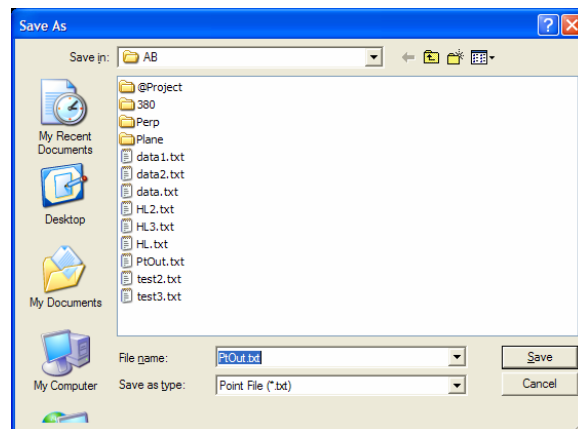 Save As
Save in: AB
@Project
380
Perp
Plane
data1.txt
data2.txt
data.txt
HL2.txt
HL3.txt
HL.txt
PtOut.txt
test2.txt
test3.txt
My Recent
Documents
Desktop
My Documents
My Computer
File name: PtOut.txt Save
Save as type: Point File (*.txt) Cancel